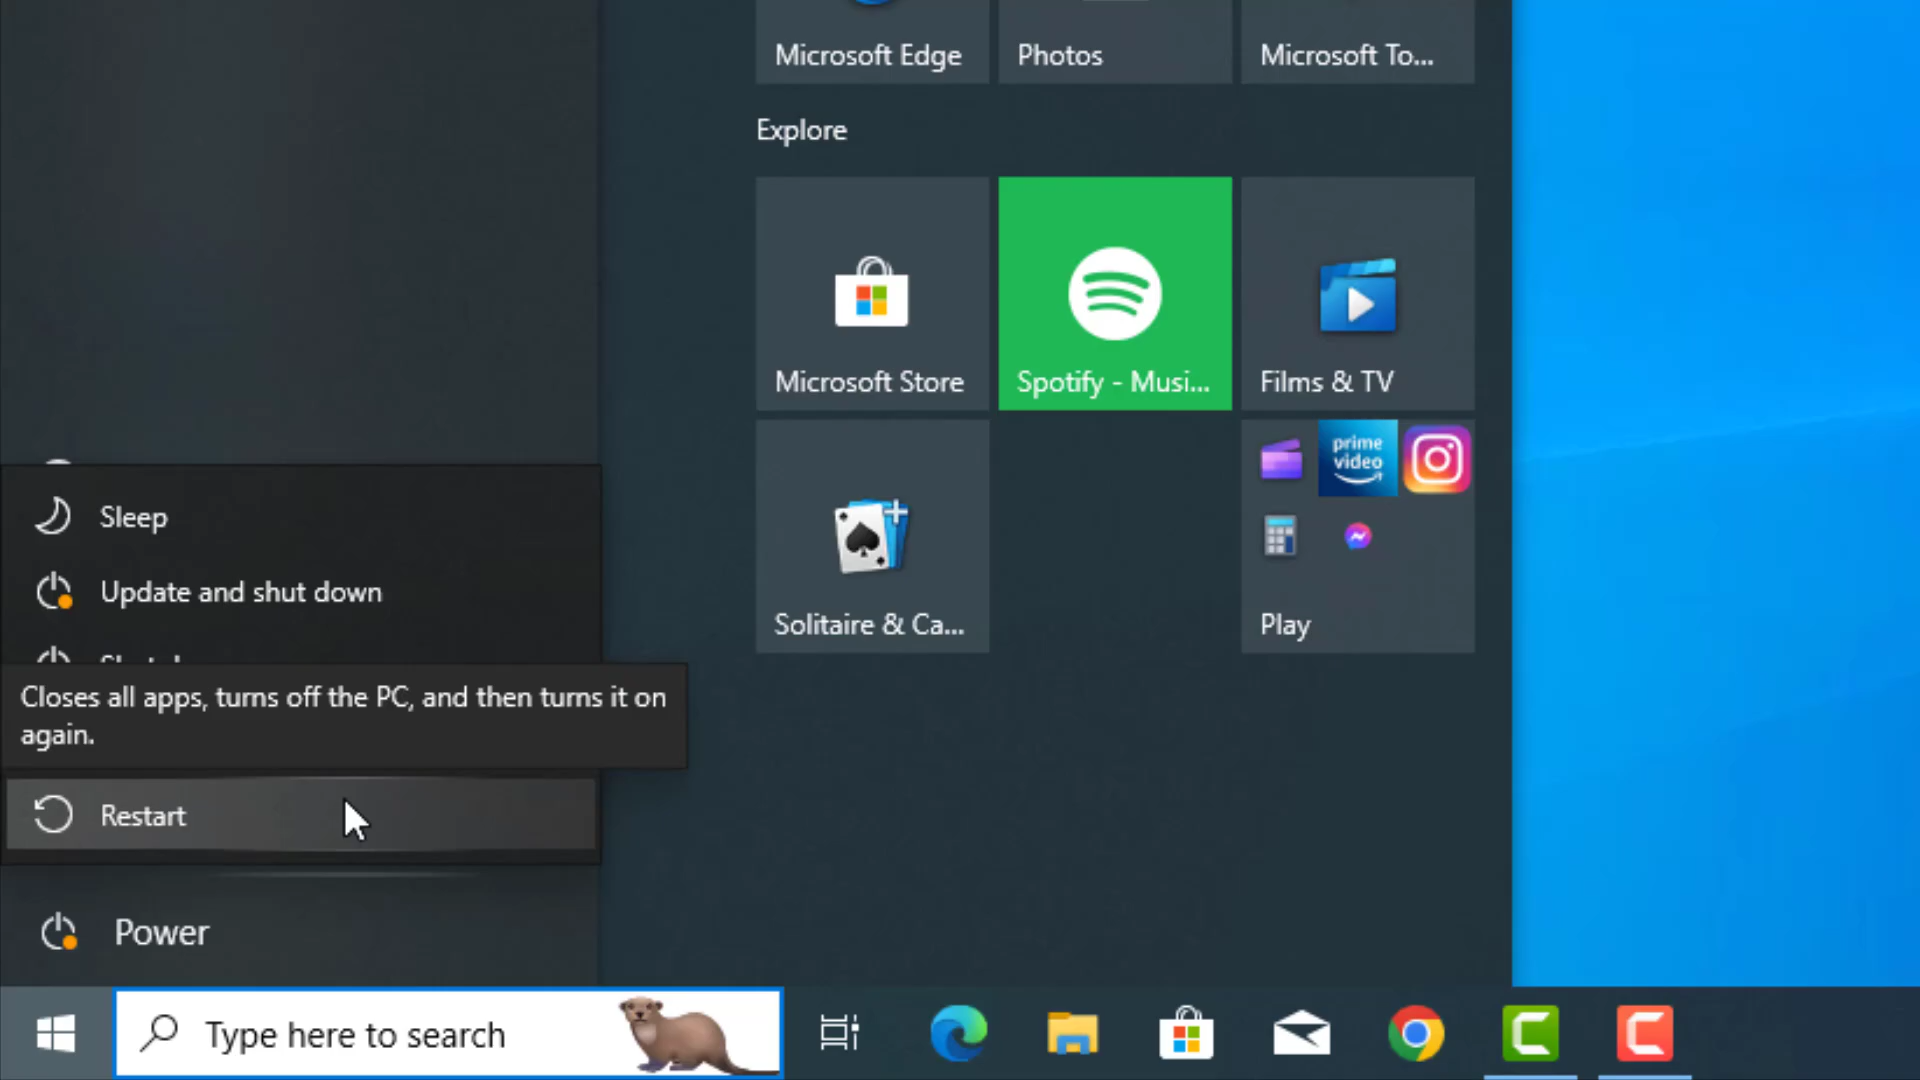 Microsoft Edge
Photos
Microsoft To...
Explore
Microsoft Store
Spotify - Musi...
Films & TV
prime
video
Solitaire & Ca...
Play
Sleep
Update and shut down
Closes all apps, turns off the PC, and then turns it on
again.
Restart
Power
Type here to search